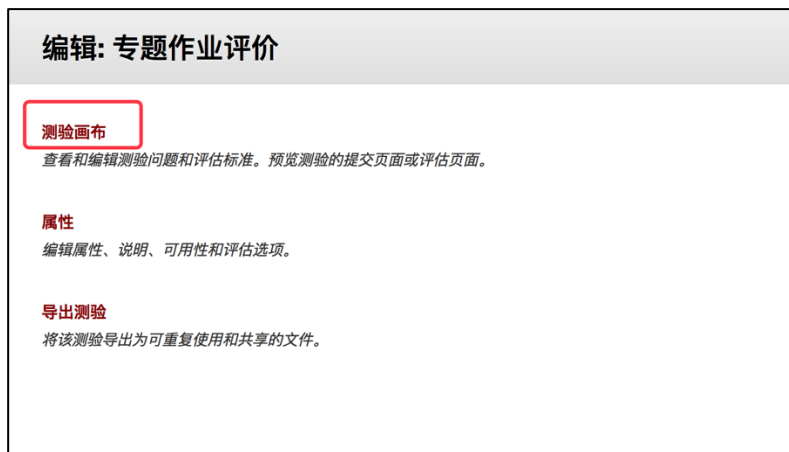 编辑: 专题作业评价
测验画布
查看和编辑测验问题和评估标准。预览测验的提交页面或评估页面。
属性
编辑属性、说明、可用性和评估选项。
导出测验
将该测验导出为可重复使用和共享的文件。